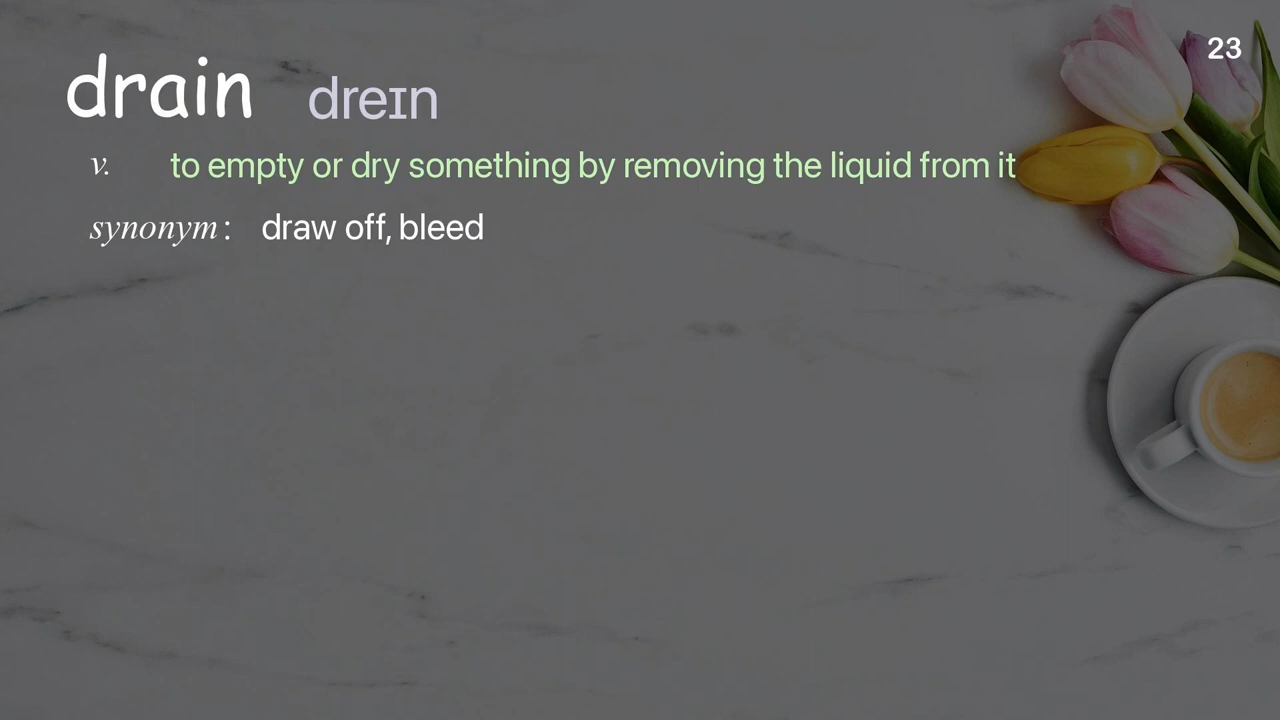 23
drain dreɪn
v. to empty or dry something by removing the liquid from it
synonym : draw off, bleed